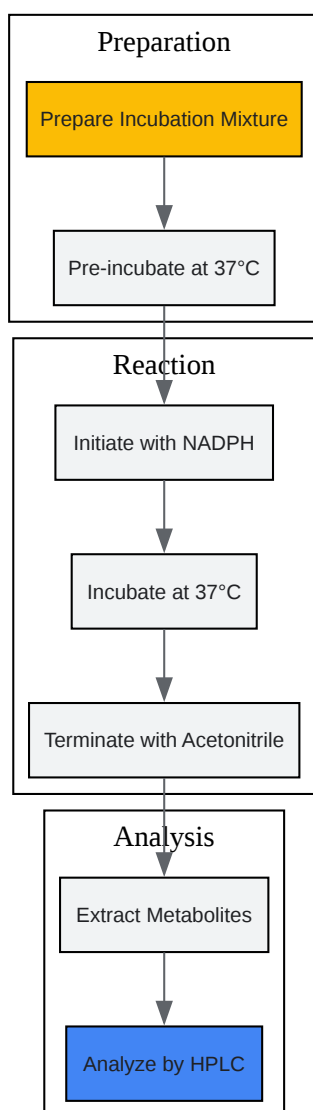 Preparation
Prepare Incubation Mixture
Pre-incubate at 37°C
Reaction
Initiate with NADPH
Incubate at 37°C
Terminate with Acetonitrile
Analysis
Extract Metabolites
Analyze by HPLC